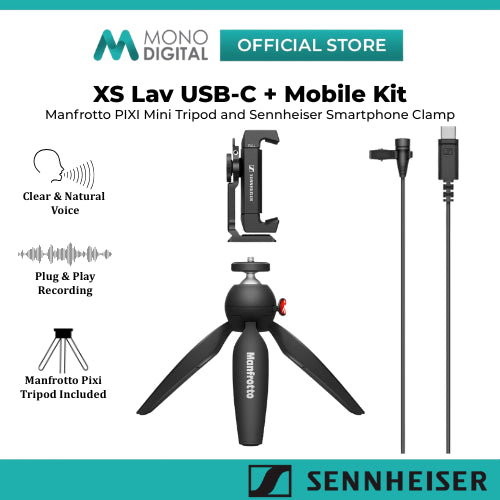 MONO
DIGITAL
OFFICIAL STORE
XS Lav USB-C + Mobile Kit
Manfrotto PIXI Mini Tripod and Sennheiser Smartphone Clamp
Clear & Natural
Voice
Plug & Play
Recording
Manfrotto Pixi
Tripod Included
SENNHEISER
Manfrotto
SENNHEISER